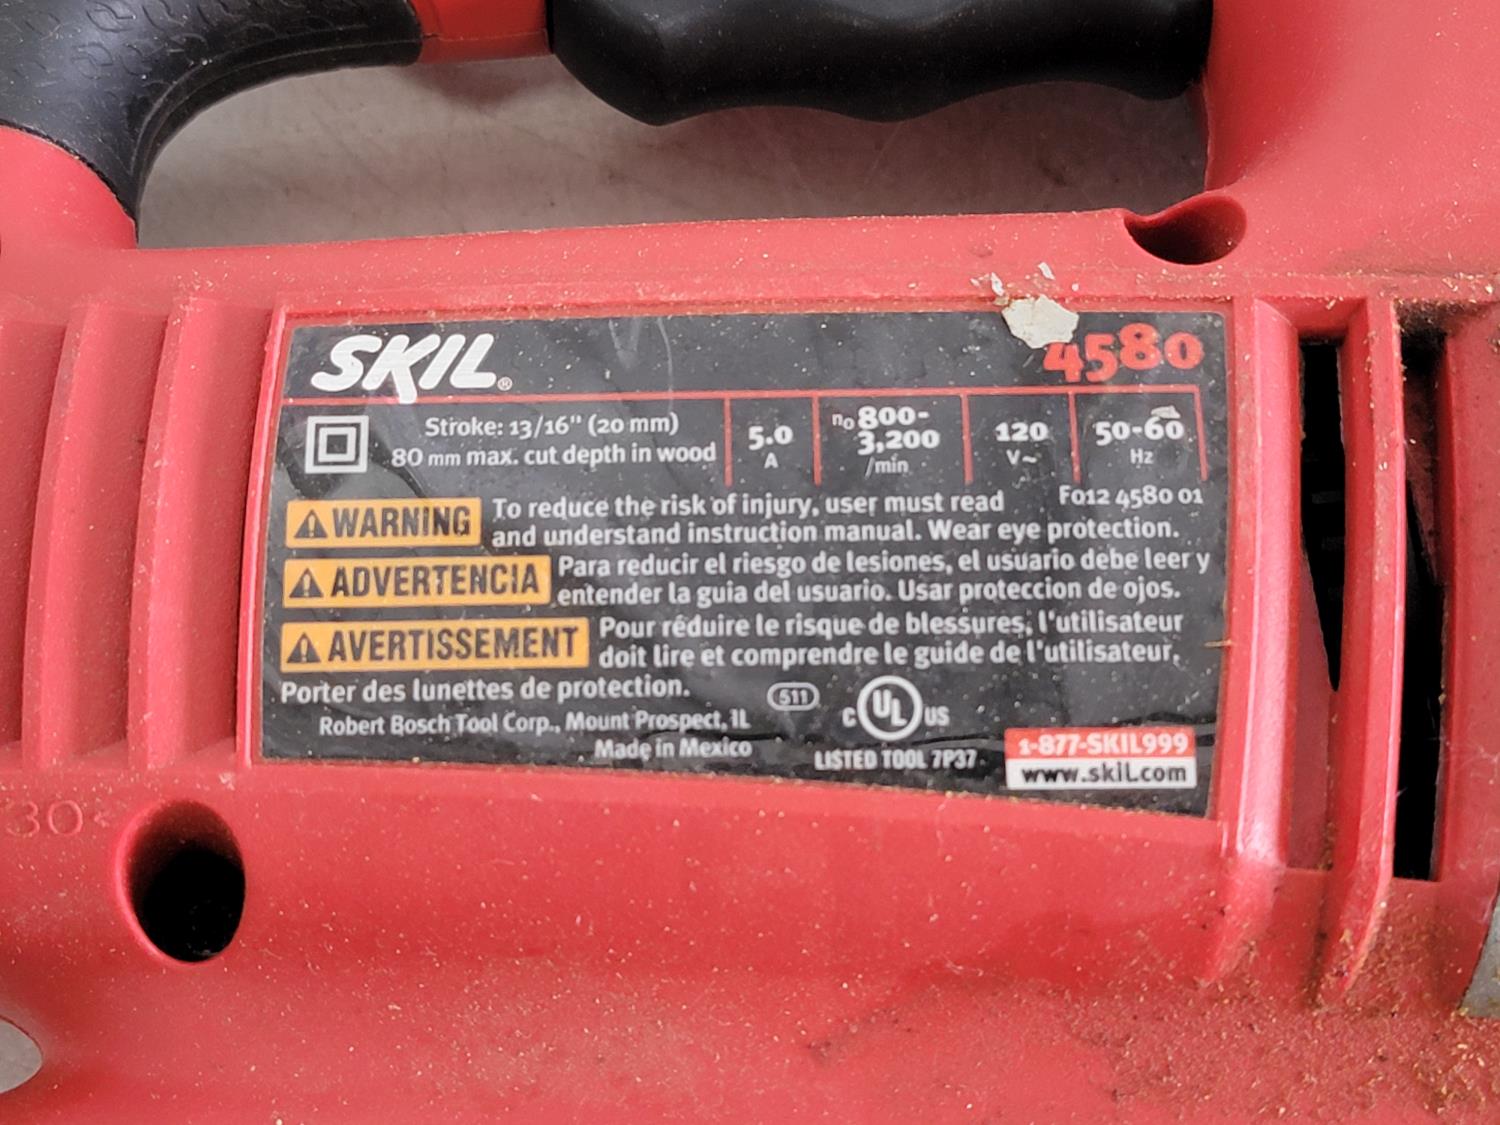 SKIL®
4580
Stroke: 13/16" (20 mm)
80 mm max. cut depth in wood
5.0
A
no 800-
3,200
/min
120
V~
50-60
Hz
F012 4580 01
WARNING To reduce the risk of injury, user must read
and understand instruction manual. Wear eye protection.
ADVERTENCIA Para reducir el riesgo de lesiones, el usuario debe leer y
entender la guia del usuario. Usar proteccion de ojos.
AVERTISSEMENT Pour réduire le risque de blessures, l'utilisateur
doit lire et comprendre le guide de l'utilisateur,
Porter des lunettes de protection.
511
C UL US
Robert Bosch Tool Corp., Mount Prospect, IL
Made in Mexico
LISTED TOOL 7P37
1-877-SKIL999
www.skil.com